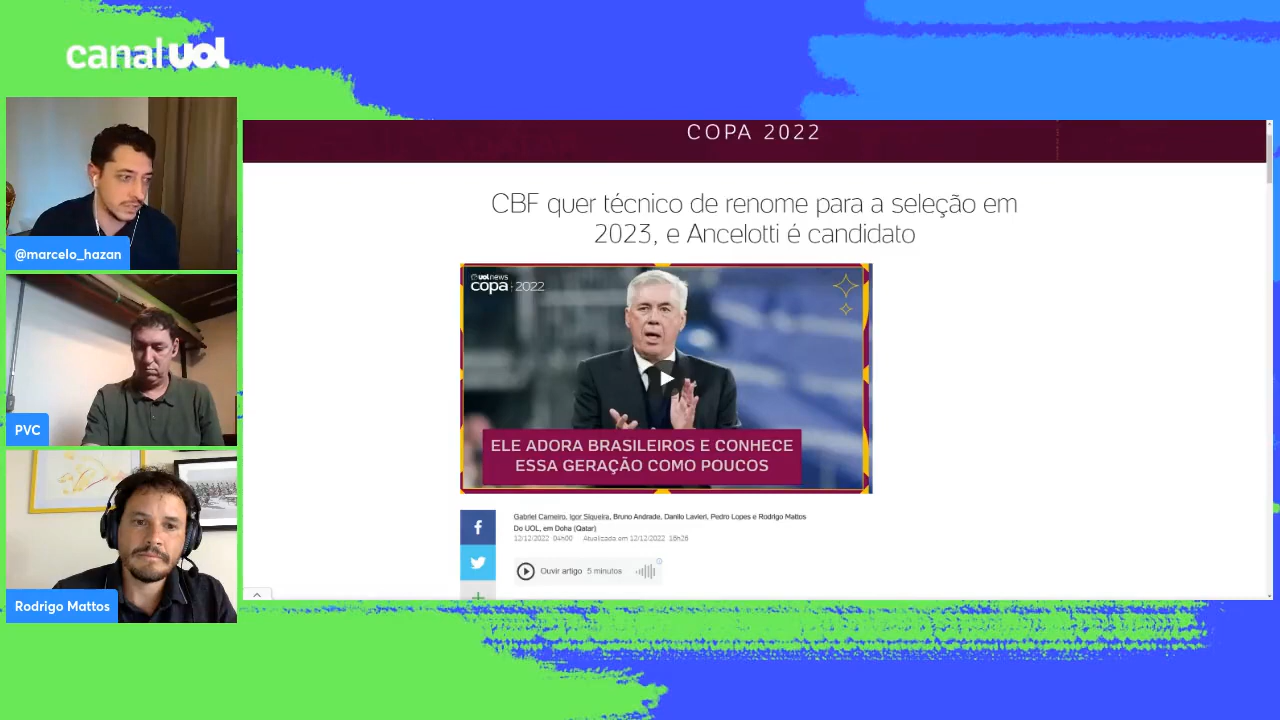 canal uol
@marcelo_hazan
PVC
Rodrigo Mattos
COPA 2022
CBF quer técnico de renome para a seleção em
2023, e Ancelotti é candidato
uol news
copa 2022
ELE ADORA BRASILEIROS E CONHECE
ESSA GERAÇÃO COMO POUCOS
Gabriel Carneiro, Igor Siqueira, Bruno Andrade, Danilo Lavieri, Pedro Lopes e Rodrigo Mattos
Do UOL, em Doha (Qatar)
12/12/2022 04h00 Atualizada em 12/12/2022 18h26
Ouvir artigo 5 minutos